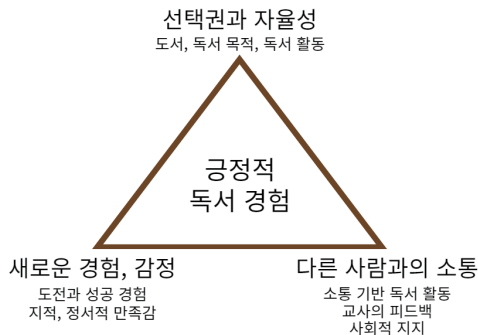 선택권과 자율성
도서, 독서 목적, 독서 활동
긍정적
독서 경험
새로운 경험, 감정
도전과 성공 경험
지적, 정서적 만족감
다른 사람과의 소통
소통 기반 독서 활동
교사의 피드백
사회적 지지